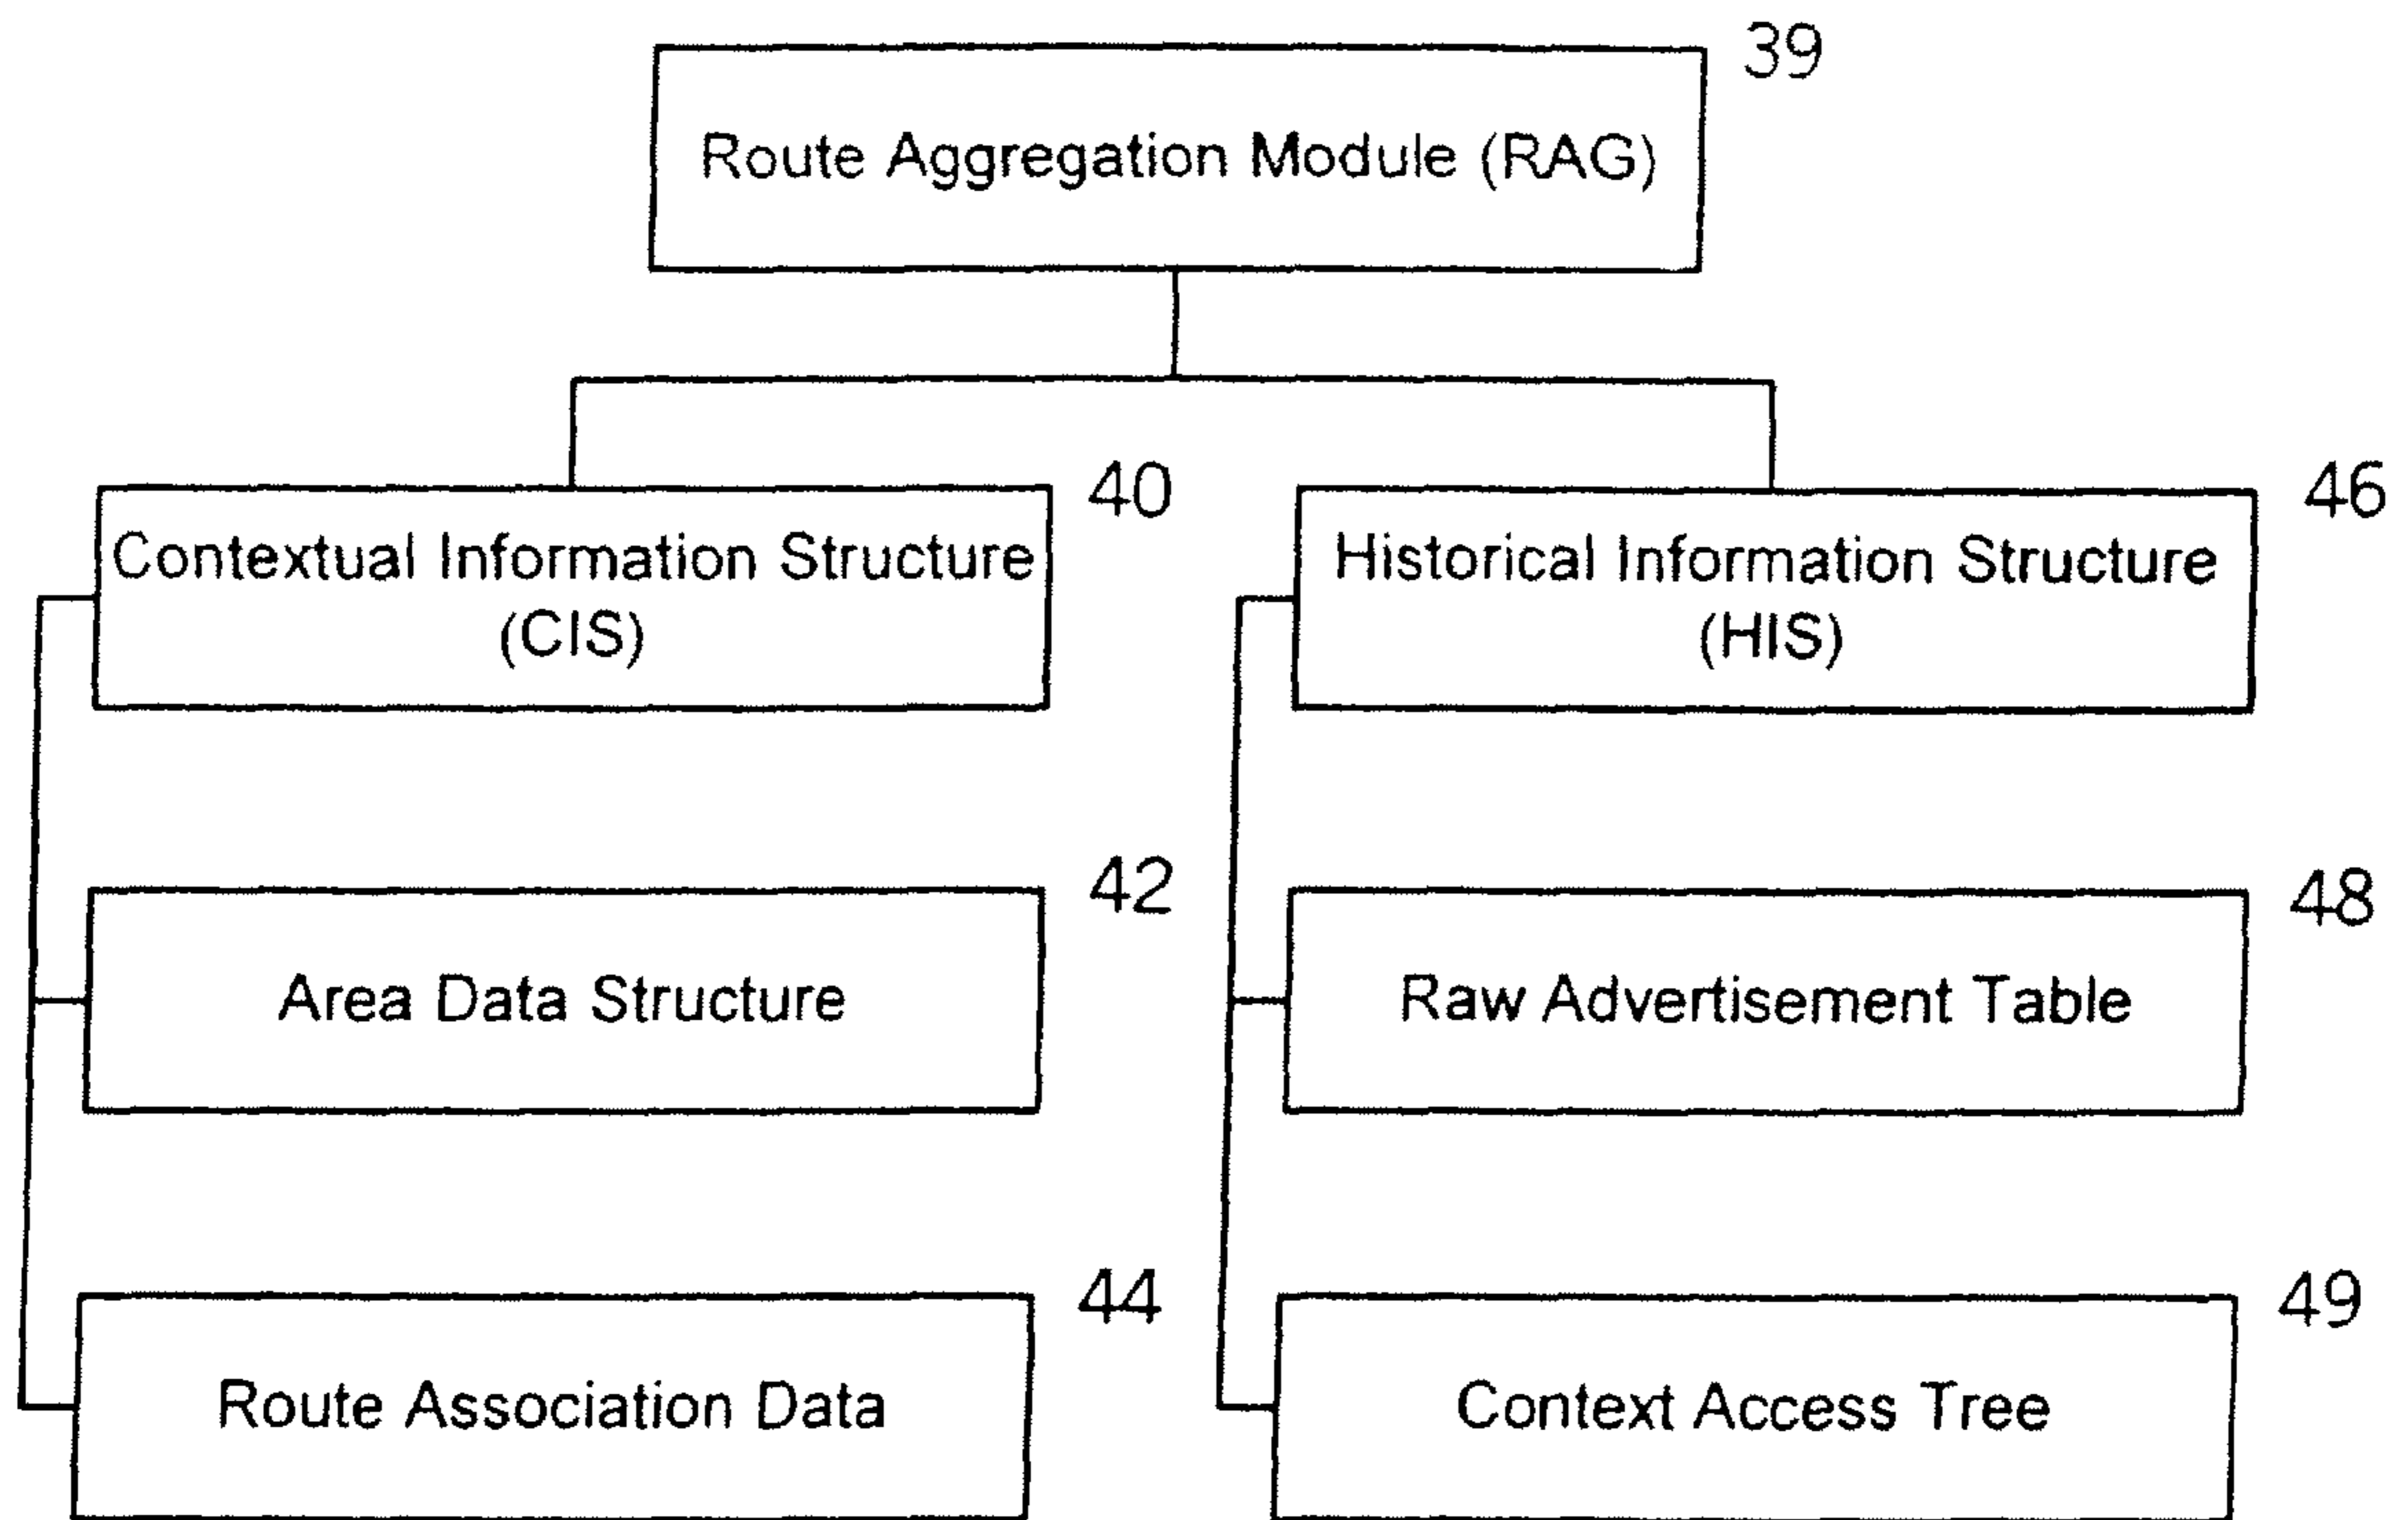 39
Route Aggregation Module (RAG)
40
Contextual Information Structure
(CIS)
46
Historical Information Structure
(HIS)
42
Area Data Structure
48
Raw Advertisement Table
44
Route Association Data
49
Context Access Tree